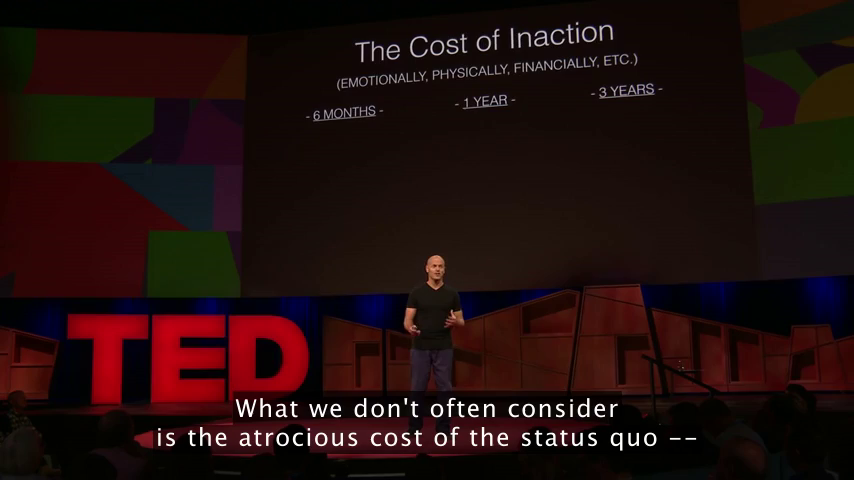 The Cost of Inaction
(EMOTIONALLY, PHYSICALLY, FINANCIALLY, ETC.)
- 6 MONTHS - - 1 YEAR - - 3 YEARS -
TED
What we don't often consider
is the atrocious cost of the status quo --